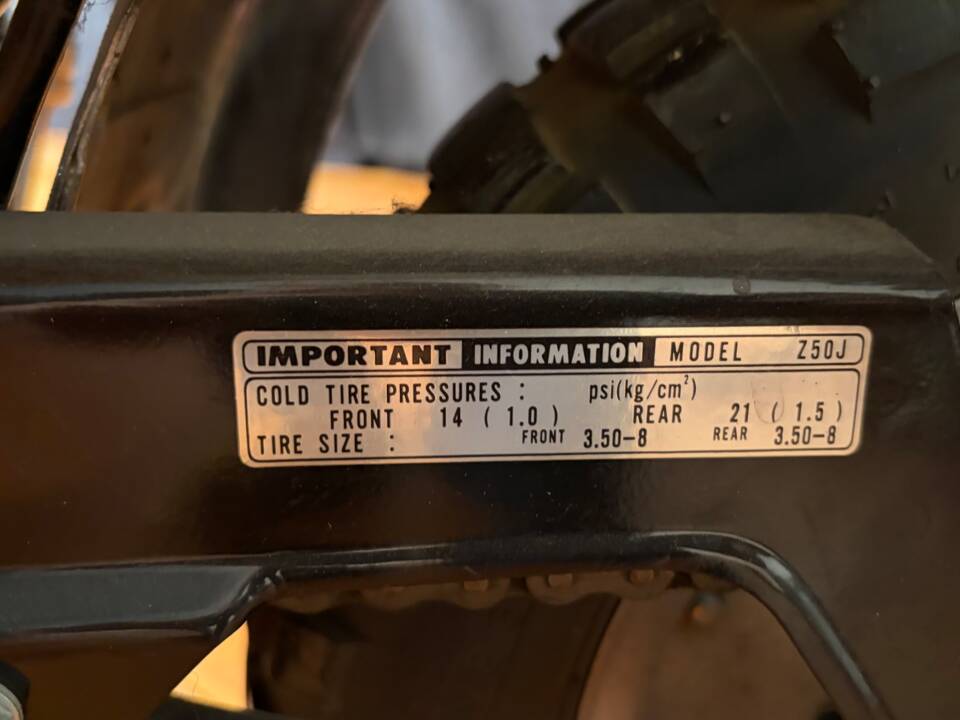 IMPORTANT INFORMATION MODEL Z50J
COLD TIRE PRESSURES : psi(kg/cm²)
FRONT 14 ( 1.0 ) REAR 21 ( 1.5 )
TIRE SIZE : FRONT 3.50-8 REAR 3.50-8